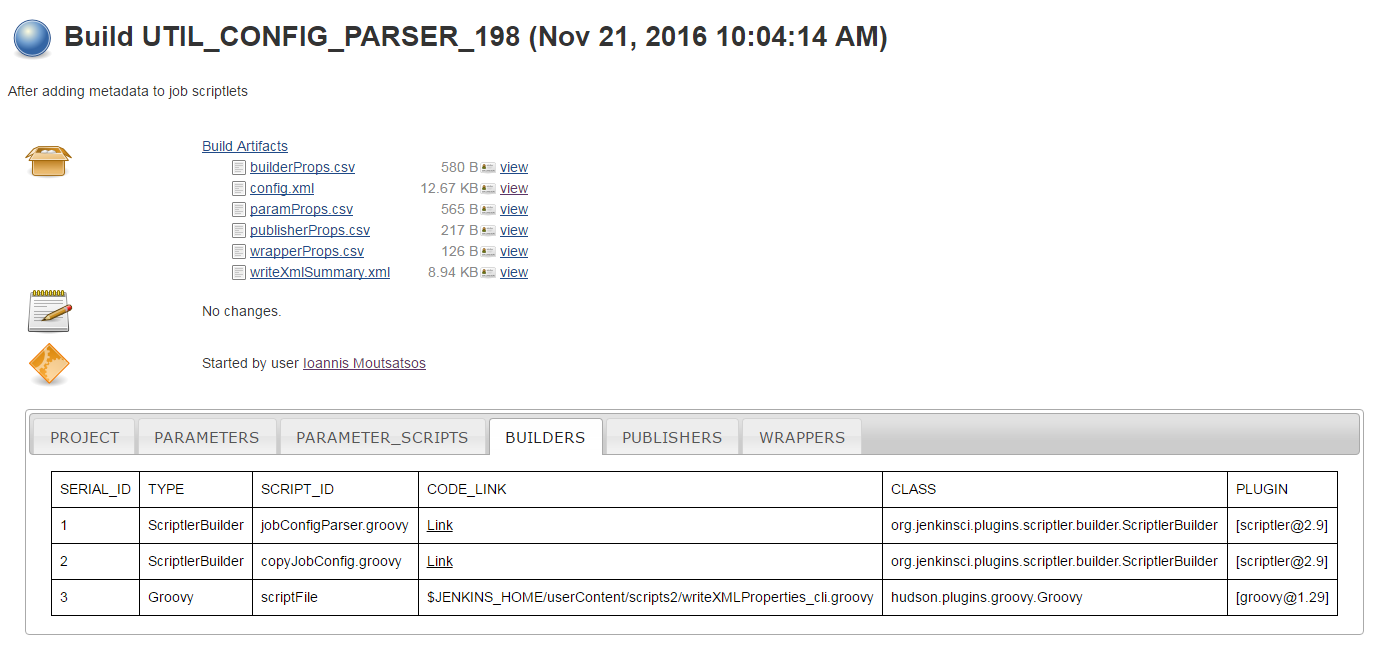 Build UTIL_CONFIG_PARSER_198 (Nov 21, 2016 10:04:14 AM)
After adding metadata to job scriptlets
Build Artifacts
builderProps.csv 580 B view
config.xml 12.67 KB view
paramProps.csv 565 B view
publisherProps.csv 217 B view
wrapperProps.csv 126 B view
writeXmlSummary.xml 8.94 KB view
No changes.
Started by user Ioannis Moutsatsos
PROJECT PARAMETERS PARAMETER_SCRIPTS BUILDERS PUBLISHERS WRAPPERS
SERIAL_ID TYPE SCRIPT_ID CODE_LINK CLASS PLUGIN
1 ScriptlerBuilder jobConfigParser.groovy Link org.jenkinsci.plugins.scriptler.builder.ScriptlerBuilder [scriptler@2.9]
2 ScriptlerBuilder copyJobConfig.groovy Link org.jenkinsci.plugins.scriptler.builder.ScriptlerBuilder [scriptler@2.9]
3 Groovy scriptFile $JENKINS_HOME/userContent/scripts2/writeXMLProperties_cli.groovy hudson.plugins.groovy.Groovy [groovy@1.29]